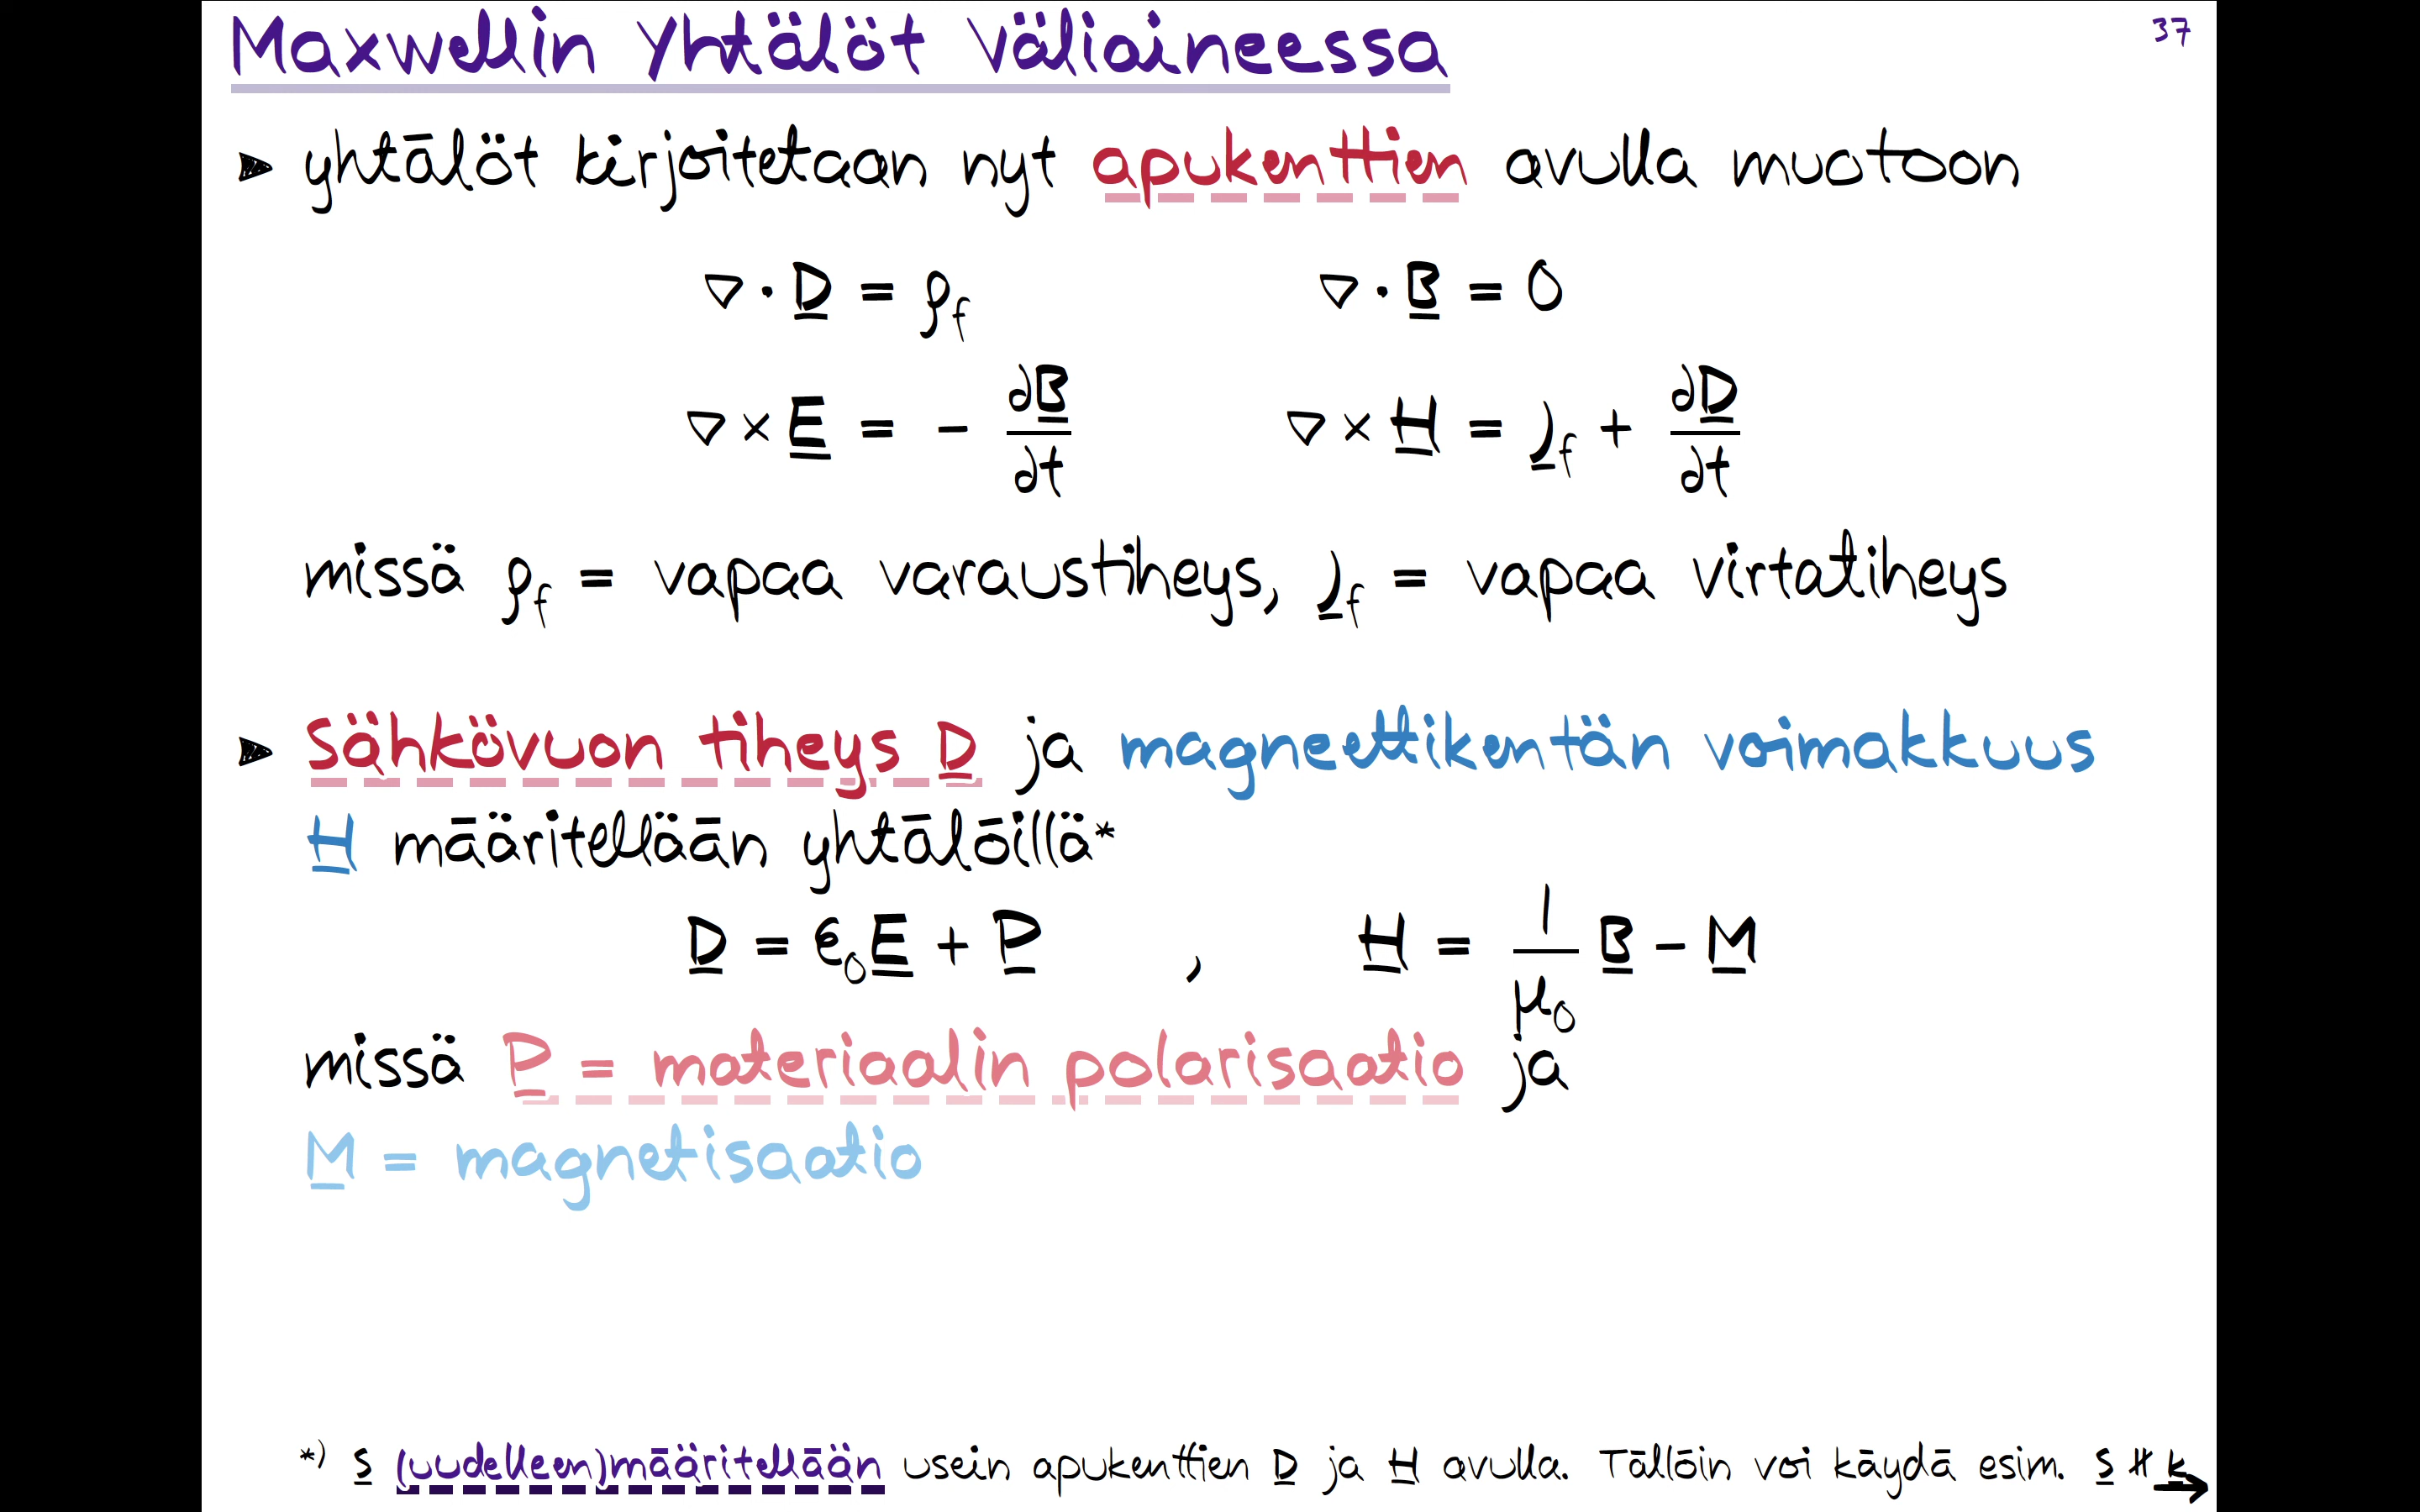 Maxwellin Yhtälöt Väliaineessa 37
▶ yhtälöt kirjoitetaan nyt apukenttien avulla muotoon
∇ · D = ρf ∇ · B = 0
∇ × E = - ∂B/∂t ∇ × H = jf + ∂D/∂t
missä ρf = vapaa varaustiheys, jf = vapaa virtatiheys
▶ Sähkövuon tiheys D ja magneettikentän voimakkuus
H määritellään yhtälöillä*
D = ε0E + P , H = 1/μ0 B - M
missä P = materiaalin polarisaatio ja
M = magnetisaatio
*) S (uudelleen)määritellään usein apukenttien D ja H avulla. Tällöin voi käydä esim. S ∦ k →